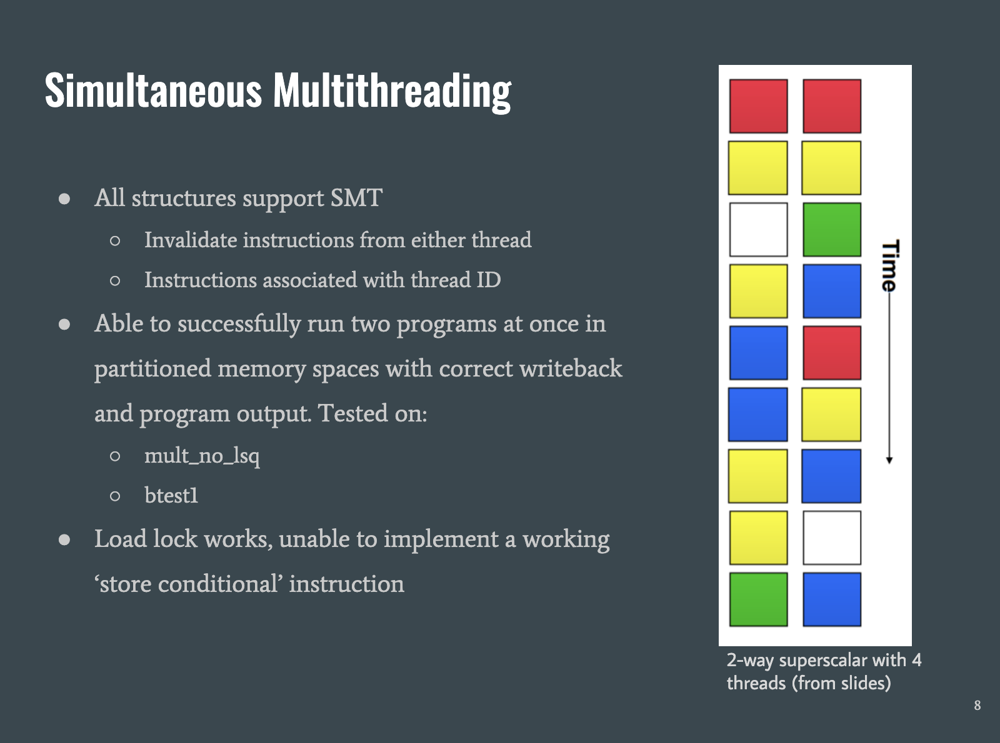 Simultaneous Multithreading
● All structures support SMT
○ Invalidate instructions from either thread
○ Instructions associated with thread ID
● Able to successfully run two programs at once in
partitioned memory spaces with correct writeback
and program output. Tested on:
○ mult_no_lsq
○ btest1
● Load lock works, unable to implement a working
‘store conditional’ instruction
Time
2-way superscalar with 4
threads (from slides)
8